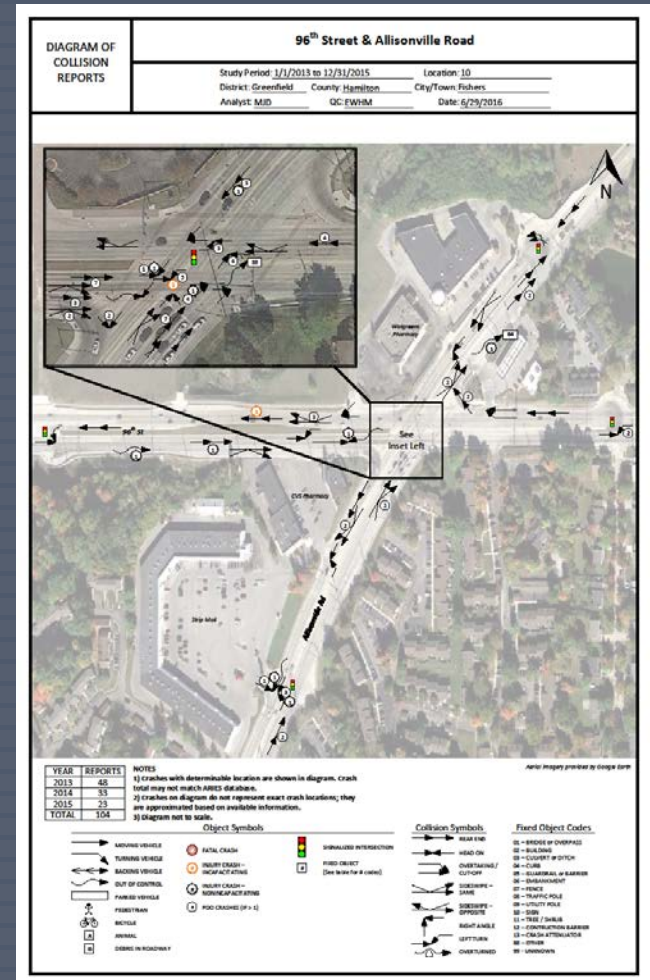 DIAGRAM OF
COLLISION
REPORTS
96th Street & Allisonville Road
Study Period: 1/1/2013 to 12/31/2015 Location: 10
District: Greenfield County: Hamilton City/Town: Fishers
Analyst: MJD QC: EWHM Date: 6/29/2016
N
Walgreens
Pharmacy
96th St
See
Inset Left
CVS Pharmacy
Allisonville Rd
Strip Mall
Aerial imagery provided by Google Earth
YEAR REPORTS
2013 48
2014 33
2015 23
TOTAL 104
NOTES
1) Crashes with determinable location are shown in diagram. Crash
total may not match ARIES database.
2) Crashes on diagram do not represent exact crash locations; they
are approximated based on available information.
3) Diagram not to scale.
Object Symbols
MOVING VEHICLE
TURNING VEHICLE
BACKING VEHICLE
OUT OF CONTROL
PARKED VEHICLE
PEDESTRIAN
BICYCLE
ANIMAL
DEBRIS IN ROADWAY
FATAL CRASH
INJURY CRASH –
INCAPACITATING
INJURY CRASH –
NONINCAPACITATING
PDO CRASHES (IF > 1)
SIGNALIZED INTERSECTION
FIXED OBJECT
(See below for # codes)
Collision Symbols
REAR END
HEAD ON
OVERTAKING /
CUT-OFF
SIDESWIPE –
SAME
SIDESWIPE –
OPPOSITE
RIGHT ANGLE
LEFT TURN
OVERTURNED
Fixed Object Codes
01 – BRIDGE or OVERPASS
02 – BUILDING
03 – CULVERT or DITCH
04 – CURB
05 – GUARDRAIL or BARRIER
06 – EMBANKMENT
07 – FENCE
08 – TRAFFIC POLE
09 – UTILITY POLE
10 – SIGN
11 – TREE / SHRUB
12 – CONTRUCTION BARRIER
13 – CRASH ATTENUATOR
98 – OTHER
99 – UNKNOWN